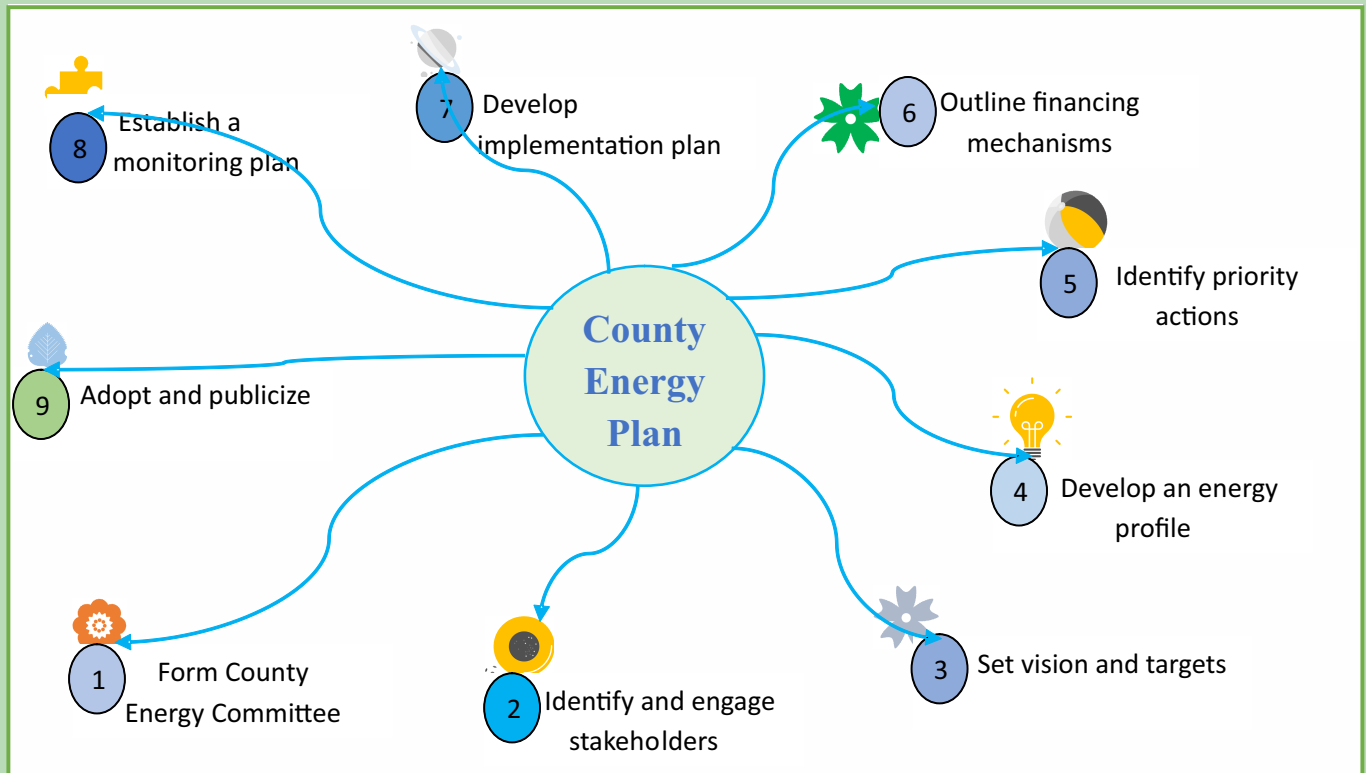 County
Energy
Plan
1
Form County
Energy Committee
2
Identify and engage
stakeholders
3
Set vision and targets
4
Develop an energy
profile
5
Identify priority
actions
6
Outline financing
mechanisms
7
Develop
implementation plan
8
Establish a
monitoring plan
9
Adopt and publicize